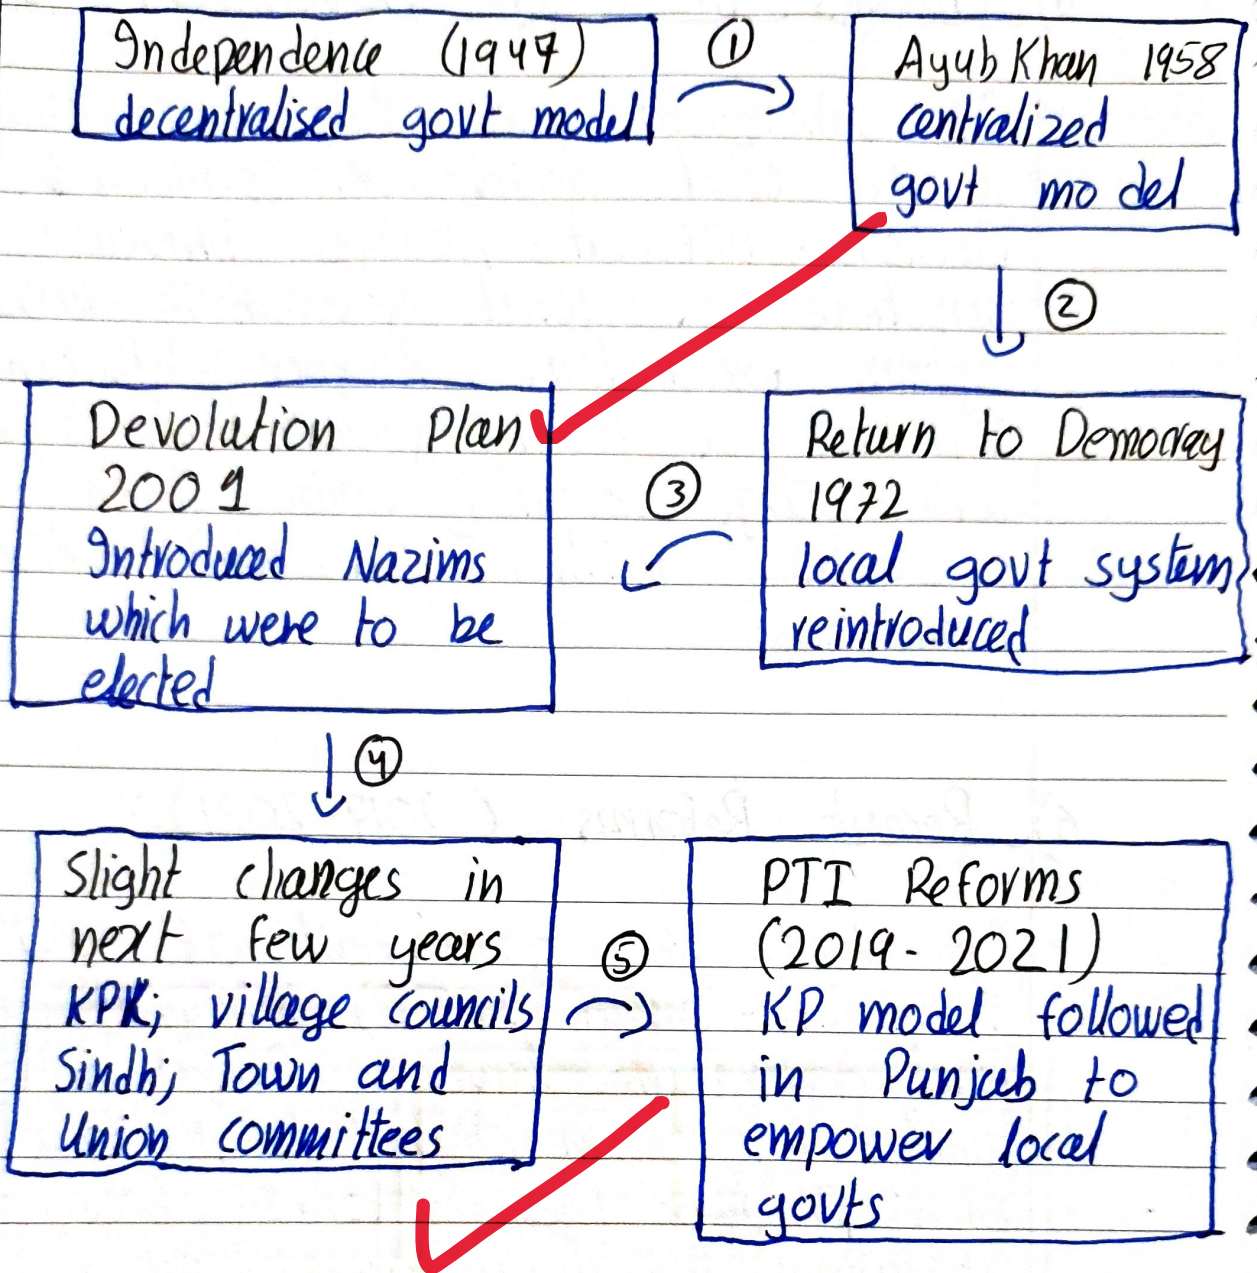 Independence (1947)
decentralised govt model
①
Ayub Khan 1958
centralized
govt model
②
Return to Democray
1972
local govt system
reintroduced
③
Devolution Plan
2001
Introduced Nazims
which were to be
elected
④
Slight changes in
next few years
KPK; village councils
Sindh; Town and
Union committees
⑤
PTI Reforms
(2019-2021)
KP model followed
in Punjab to
empower local
govts